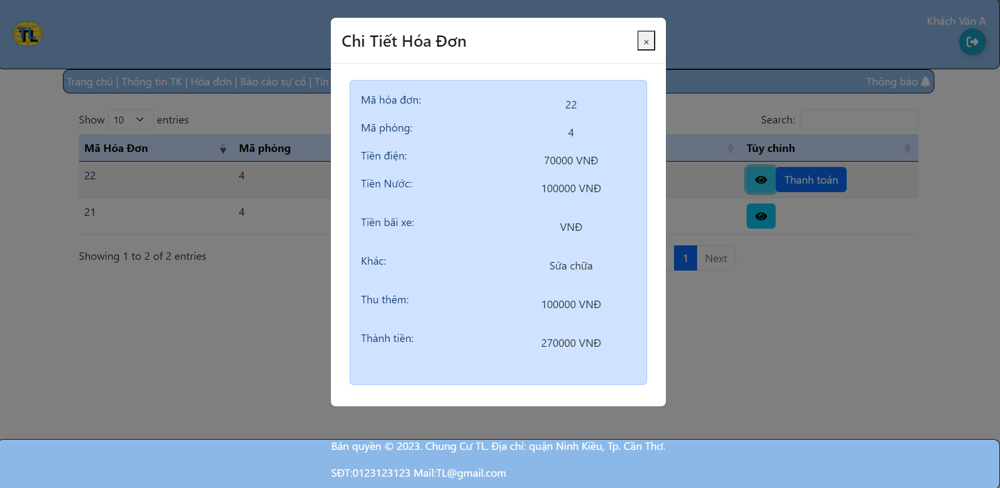 TL
Khách Văn A
Trang chủ | Thông tin TK | Hóa đơn | Báo cáo sự cố | Tin
Thông báo
Show 10 entries
Search:
Mã Hóa Đơn Mã phòng Tùy chỉnh
22 4 Thanh toán
21 4
Showing 1 to 2 of 2 entries
1 Next
Chi Tiết Hóa Đơn ×
Mã hóa đơn: 22
Mã phòng: 4
Tiền điện: 70000 VNĐ
Tiền Nước: 100000 VNĐ
Tiền bãi xe: VNĐ
Khác: Sửa chữa
Thu thêm: 100000 VNĐ
Thành tiền: 270000 VNĐ
Bản quyền © 2023. Chung Cư TL. Địa chỉ: quận Ninh Kiều, Tp. Cần Thơ.
SĐT:0123123123 Mail:TL@gmail.com